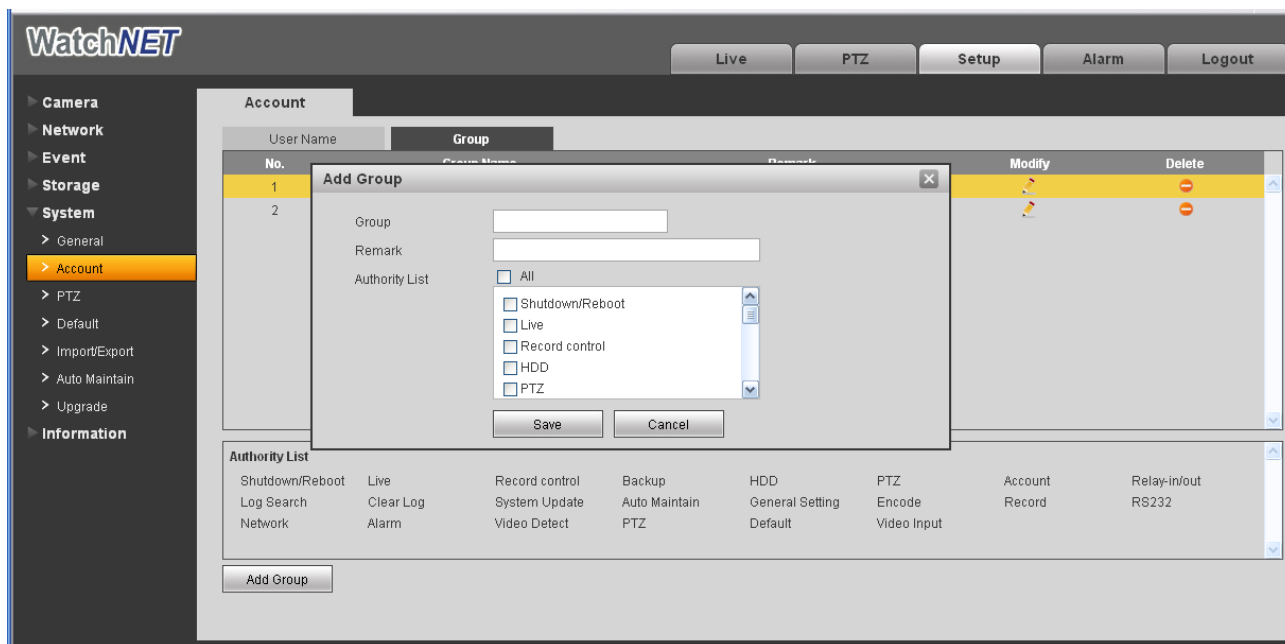 WatchNET
Live PTZ Setup Alarm Logout
Camera
Network
Event
Storage
System
General
Account
PTZ
Default
Import/Export
Auto Maintain
Upgrade
Information
Account
User Name Group
No. Group Name Remark Modify Delete
1
2
Add Group
Group
Remark
Authority List All
Shutdown/Reboot
Live
Record control
HDD
PTZ
Save Cancel
Authority List
Shutdown/Reboot Live Record control Backup HDD PTZ Account Relay-in/out
Log Search Clear Log System Update Auto Maintain General Setting Encode Record RS232
Network Alarm Video Detect PTZ Default Video Input
Add Group